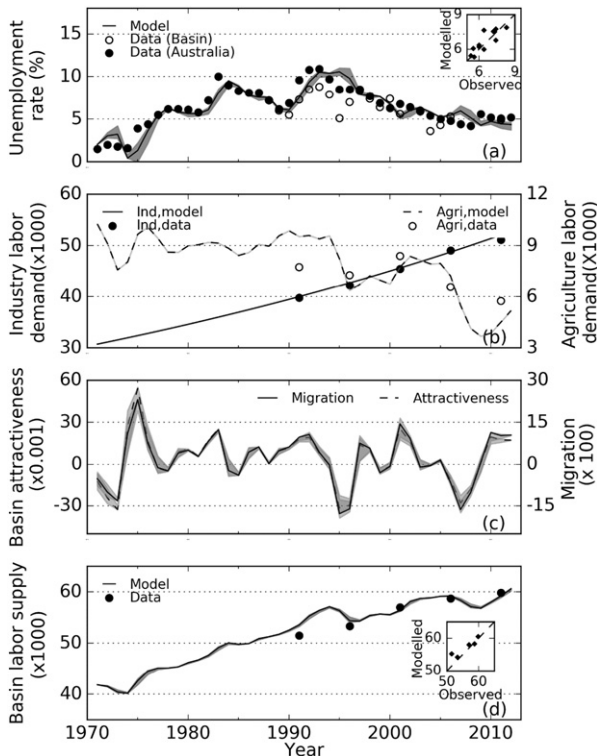 Unemployment
rate (%)
15
10
5
0
Model
Data (Basin)
Data (Australia)
Modelled
9
6
6 9
Observed
(a)
Industry labor
demand(x1000)
60
50
40
30
Ind,model
Ind,data
Agri,model
Agri,data
12
9
6
3
Agriculture labor
demand(x1000)
(b)
Basin attractiveness
(x0.001)
60
30
0
-30
Migration
Attractiveness
30
15
0
-15
Migration
(x 100)
(c)
Basin labor supply
(x1000)
60
50
40
Model
Data
Modelled
60
50
50 60
Observed
(d)
1970 1980 1990 2000 2010
Year